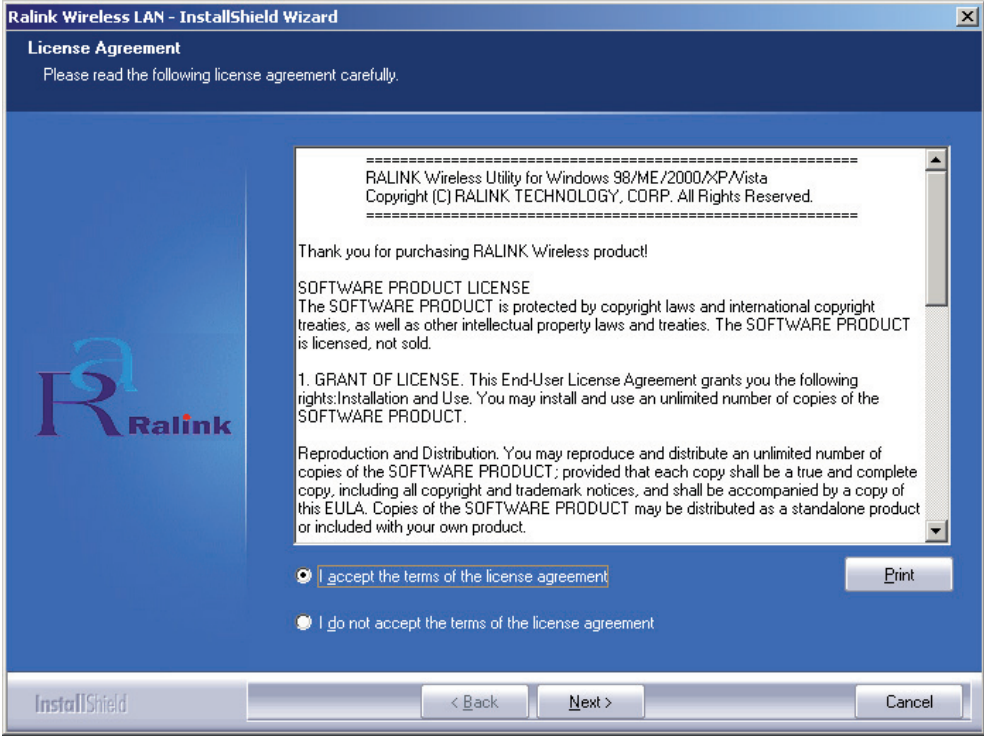 Ralink Wireless LAN - InstallShield Wizard
License Agreement
Please read the following license agreement carefully.
==========================================================
RALINK Wireless Utility for Windows 98/ME/2000/XP/Vista
Copyright (C) RALINK TECHNOLOGY, CORP. All Rights Reserved.
==========================================================
Thank you for purchasing RALINK Wireless product!
SOFTWARE PRODUCT LICENSE
The SOFTWARE PRODUCT is protected by copyright laws and international copyright
treaties, as well as other intellectual property laws and treaties. The SOFTWARE PRODUCT
is licensed, not sold.
1. GRANT OF LICENSE. This End-User License Agreement grants you the following
rights:Installation and Use. You may install and use an unlimited number of copies of the
SOFTWARE PRODUCT.
Reproduction and Distribution. You may reproduce and distribute an unlimited number of
copies of the SOFTWARE PRODUCT; provided that each copy shall be a true and complete
copy, including all copyright and trademark notices, and shall be accompanied by a copy of
this EULA. Copies of the SOFTWARE PRODUCT may be distributed as a standalone product
or included with your own product.
Ra
Ralink
I accept the terms of the license agreement
Print
I do not accept the terms of the license agreement
InstallShield
< Back
Next >
Cancel